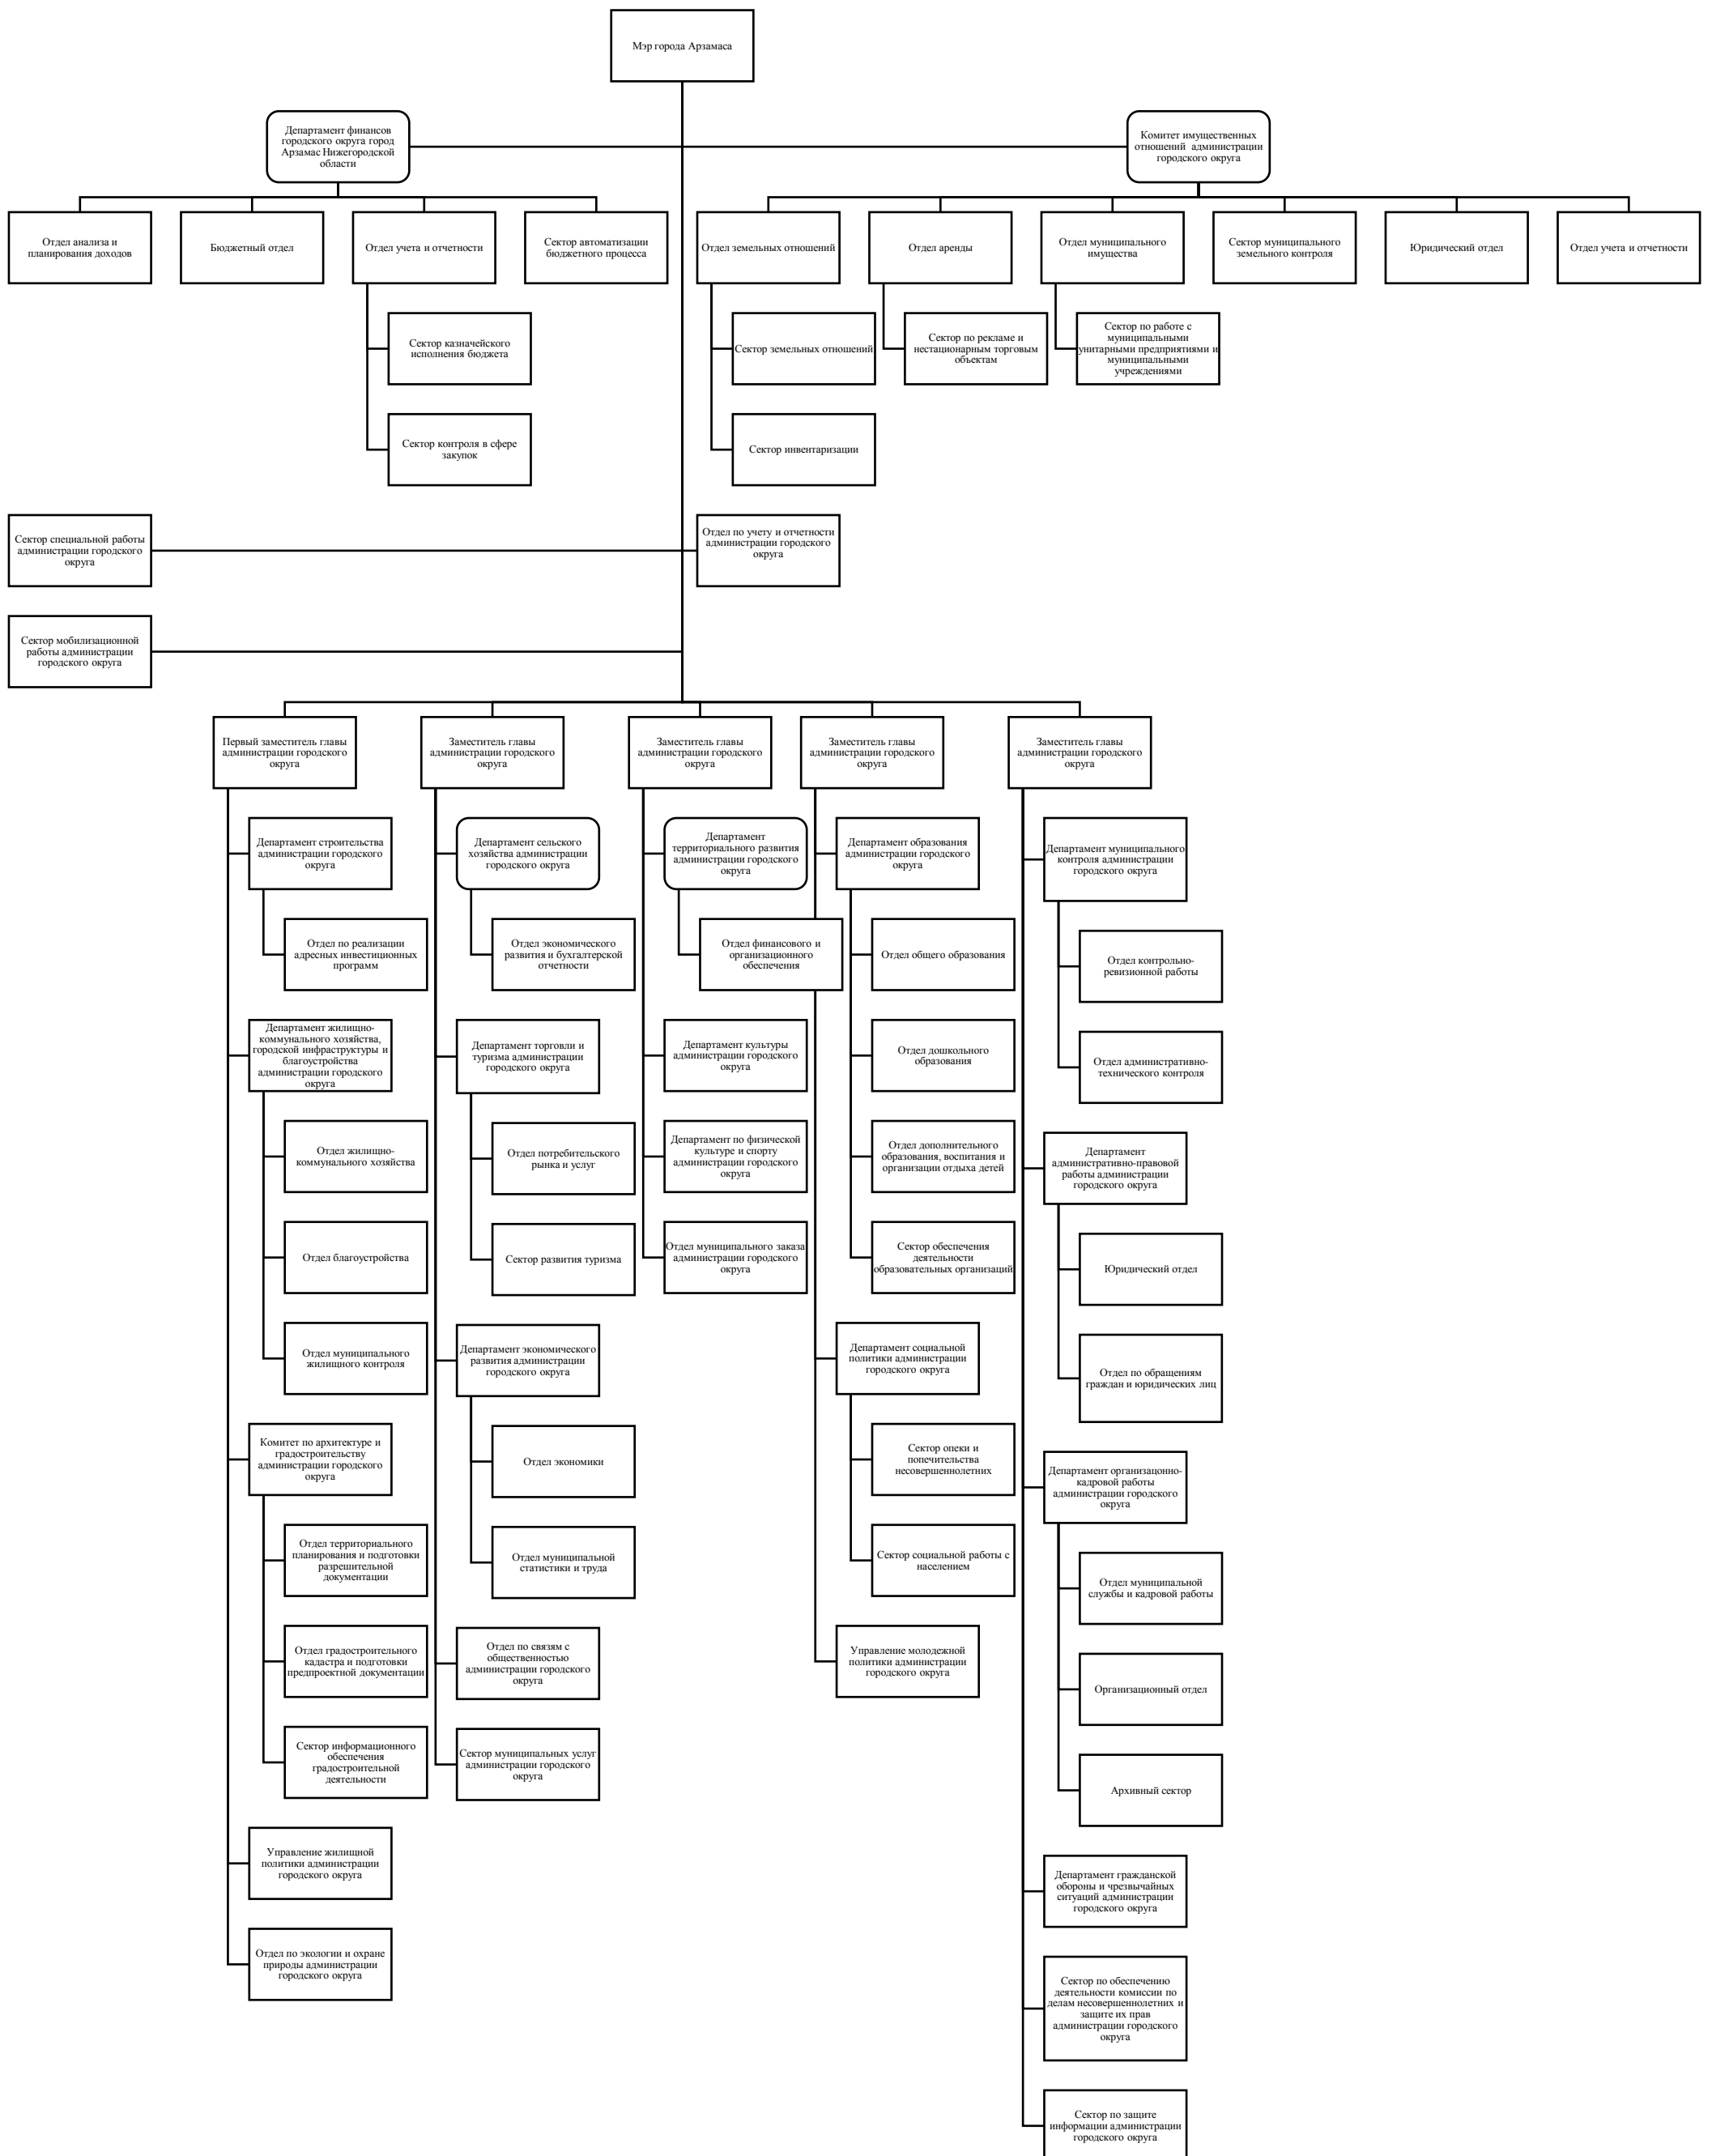 Мэр города Арзамаса
Департамент финансов
городского округа город
Арзамас Нижегородской
области
Комитет имущественных
отношений администрации
городского округа
Отдел анализа и
планирования доходов
Бюджетный отдел
Отдел учета и отчетности
Сектор автоматизации
бюджетного процесса
Отдел земельных отношений
Отдел аренды
Отдел муниципального
имущества
Сектор муниципального
земельного контроля
Юридический отдел
Отдел учета и отчетности
Сектор казначейского
исполнения бюджета
Сектор земельных отношений
Сектор по рекламе и
нестационарным торговым
объектам
Сектор по работе с
муниципальными
унитарными предприятиями и
муниципальными
учреждениями
Сектор контроля в сфере
закупок
Сектор инвентаризации
Сектор специальной работы
администрации городского
округа
Отдел по учету и отчетности
администрации городского
округа
Сектор мобилизационной
работы администрации
городского округа
Первый заместитель главы
администрации городского
округа
Заместитель главы
администрации городского
округа
Заместитель главы
администрации городского
округа
Заместитель главы
администрации городского
округа
Заместитель главы
администрации городского
округа
Департамент строительства
администрации городского
округа
Отдел по реализации
адресных инвестиционных
программ
Департамент жилищно-
коммунального хозяйства,
городской инфраструктуры и
благоустройства
администрации городского
округа
Отдел жилищно-
коммунального хозяйства
Отдел благоустройства
Отдел муниципального
жилищного контроля
Комитет по архитектуре и
градостроительству
администрации городского
округа
Отдел территориального
планирования и подготовки
разрешительной
документации
Отдел градостроительного
кадастра и подготовки
предпроектной документации
Сектор информационного
обеспечения
градостроительной
деятельности
Управление жилищной
политики администрации
городского округа
Отдел по экологии и охране
природы администрации
городского округа
Департамент сельского
хозяйства администрации
городского округа
Отдел экономического
развития и бухгалтерской
отчетности
Департамент торговли и
туризма администрации
городского округа
Отдел потребительского
рынка и услуг
Сектор развития туризма
Департамент экономического
развития администрации
городского округа
Отдел экономики
Отдел муниципальной
статистики и труда
Отдел по связям с
общественностью
администрации городского
округа
Сектор муниципальных услуг
администрации городского
округа
Департамент
территориального развития
администрации городского
округа
Отдел финансового и
организационного
обеспечения
Департамент культуры
администрации городского
округа
Департамент по физической
культуре и спорту
администрации городского
округа
Отдел муниципального заказа
администрации городского
округа
Департамент образования
администрации городского
округа
Отдел общего образования
Отдел дошкольного
образования
Отдел дополнительного
образования, воспитания и
организации отдыха детей
Сектор обеспечения
деятельности
образовательных организаций
Департамент социальной
политики администрации
городского округа
Сектор опеки и
попечительства
несовершеннолетних
Сектор социальной работы с
населением
Управление молодежной
политики администрации
городского округа
Департамент муниципального
контроля администрации
городского округа
Отдел контрольно-
ревизионной работы
Отдел административно-
технического контроля
Департамент
административно-правовой
работы администрации
городского округа
Юридический отдел
Отдел по обращениям
граждан и юридических лиц
Департамент организацонно-
кадровой работы
администрации городского
округа
Отдел муниципальной
службы и кадровой работы
Организационный отдел
Архивный сектор
Департамент гражданской
обороны и чрезвычайных
ситуаций администрации
городского округа
Сектор по обеспечению
деятельности комиссии по
делам несовершеннолетних и
защите их прав
администрации городского
округа
Сектор по защите
информации администрации
городского округа